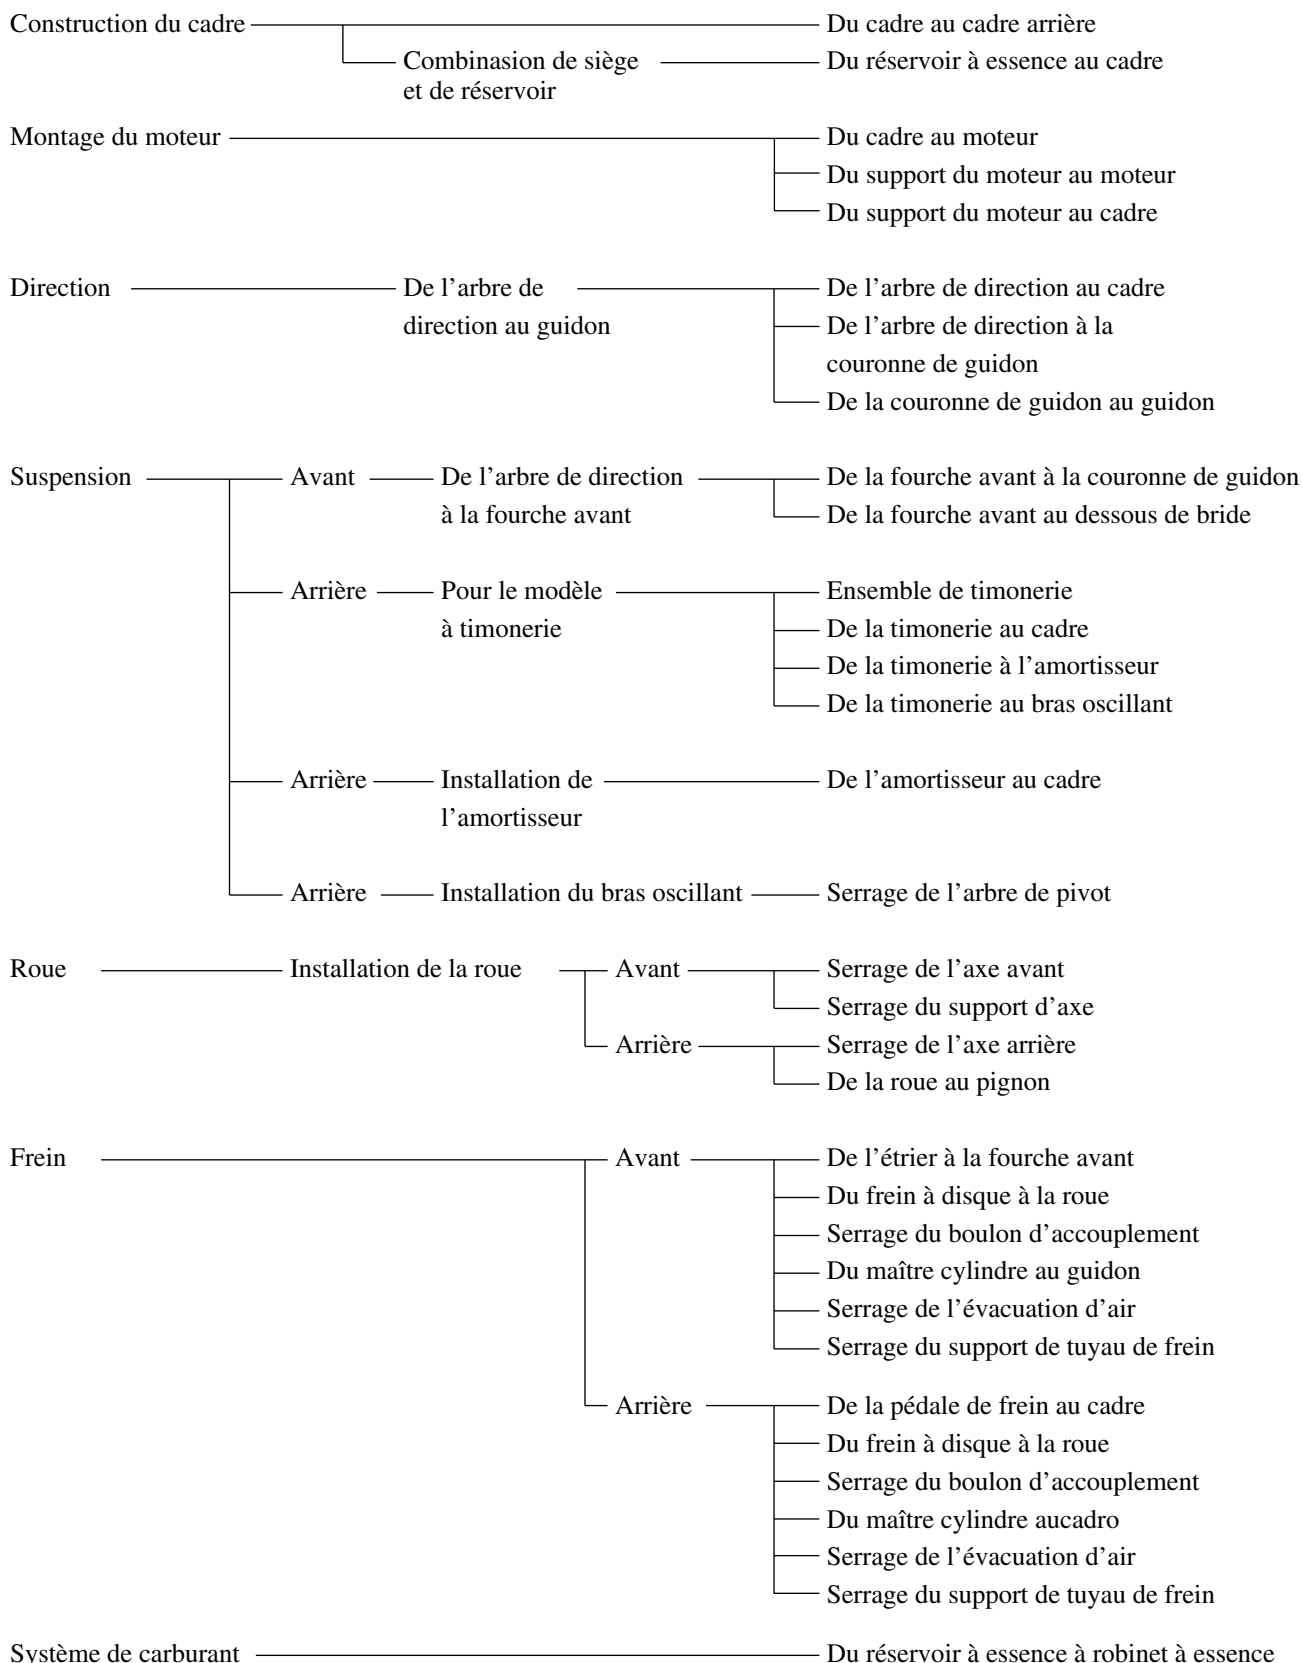 Construction du cadre
Du cadre au cadre arrière
Combinasion de siège
et de réservoir
Du réservoir à essence au cadre
Montage du moteur
Du cadre au moteur
Du support du moteur au moteur
Du support du moteur au cadre
Direction
De l'arbre de
direction au guidon
De l'arbre de direction au cadre
De l'arbre de direction à la
couronne de guidon
De la couronne de guidon au guidon
Suspension
Avant
De l'arbre de direction
à la fourche avant
De la fourche avant à la couronne de guidon
De la fourche avant au dessous de bride
Arrière
Pour le modèle
à timonerie
Ensemble de timonerie
De la timonerie au cadre
De la timonerie à l'amortisseur
De la timonerie au bras oscillant
Arrière
Installation de
l'amortisseur
De l'amortisseur au cadre
Arrière
Installation du bras oscillant
Serrage de l'arbre de pivot
Roue
Installation de la roue
Avant
Serrage de l'axe avant
Serrage du support d'axe
Arrière
Serrage de l'axe arrière
De la roue au pignon
Frein
Avant
De l'étrier à la fourche avant
Du frein à disque à la roue
Serrage du boulon d'accouplement
Du maître cylindre au guidon
Serrage de l'évacuation d'air
Serrage du support de tuyau de frein
Arrière
De la pédale de frein au cadre
Du frein à disque à la roue
Serrage du boulon d'accouplement
Du maître cylindre aucadro
Serrage de l'évacuation d'air
Serrage du support de tuyau de frein
Système de carburant
Du réservoir à essence à robinet à essence